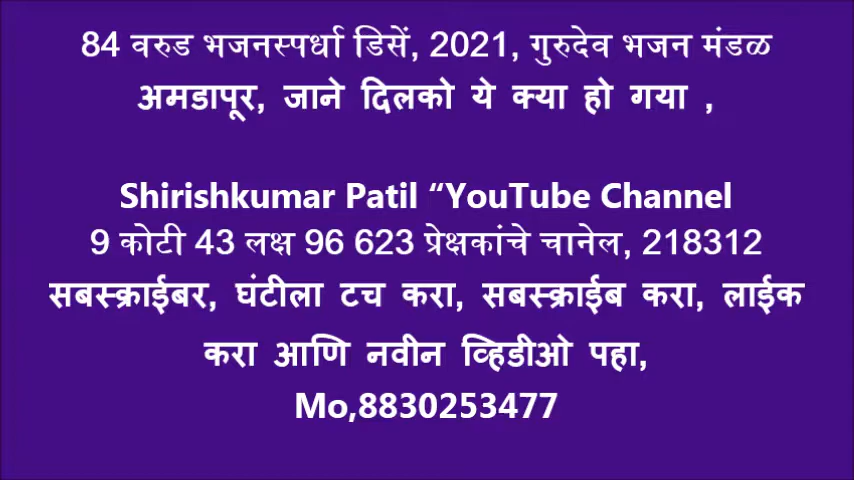 84 वरुड भजनस्पर्धा डिसें, 2021, गुरुदेव भजन मंडळ
अमडापूर, जाने दिलको ये क्या हो गया ,
Shirishkumar Patil “YouTube Channel
9 कोटी 43 लक्ष 96 623 प्रेक्षकांचे चानेल, 218312
सबस्क्राईबर, घंटीला टच करा, सबस्क्राईब करा, लाईक
करा आणि नवीन व्हिडीओ पहा,
Mo,8830253477